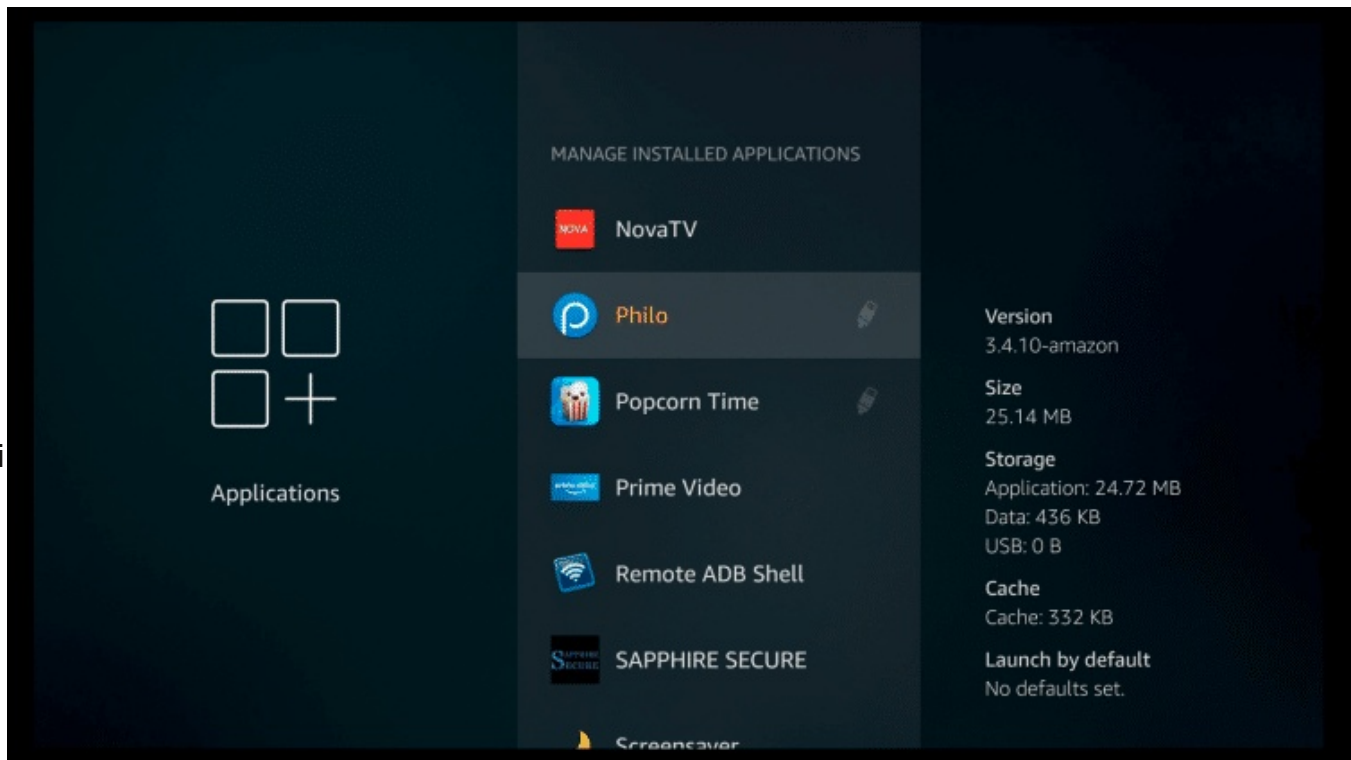 MANAGE INSTALLED APPLICATIONS
NOVA
NovaTV
Philo
Popcorn Time
Prime Video
Remote ADB Shell
SAPPHIRE SECURE
SAPPHIRE
SECURE
Screensaver
Applications
i
Version
3.4.10-amazon
Size
25.14 MB
Storage
Application: 24.72 MB
Data: 436 KB
USB: 0 B
Cache
Cache: 332 KB
Launch by default
No defaults set.